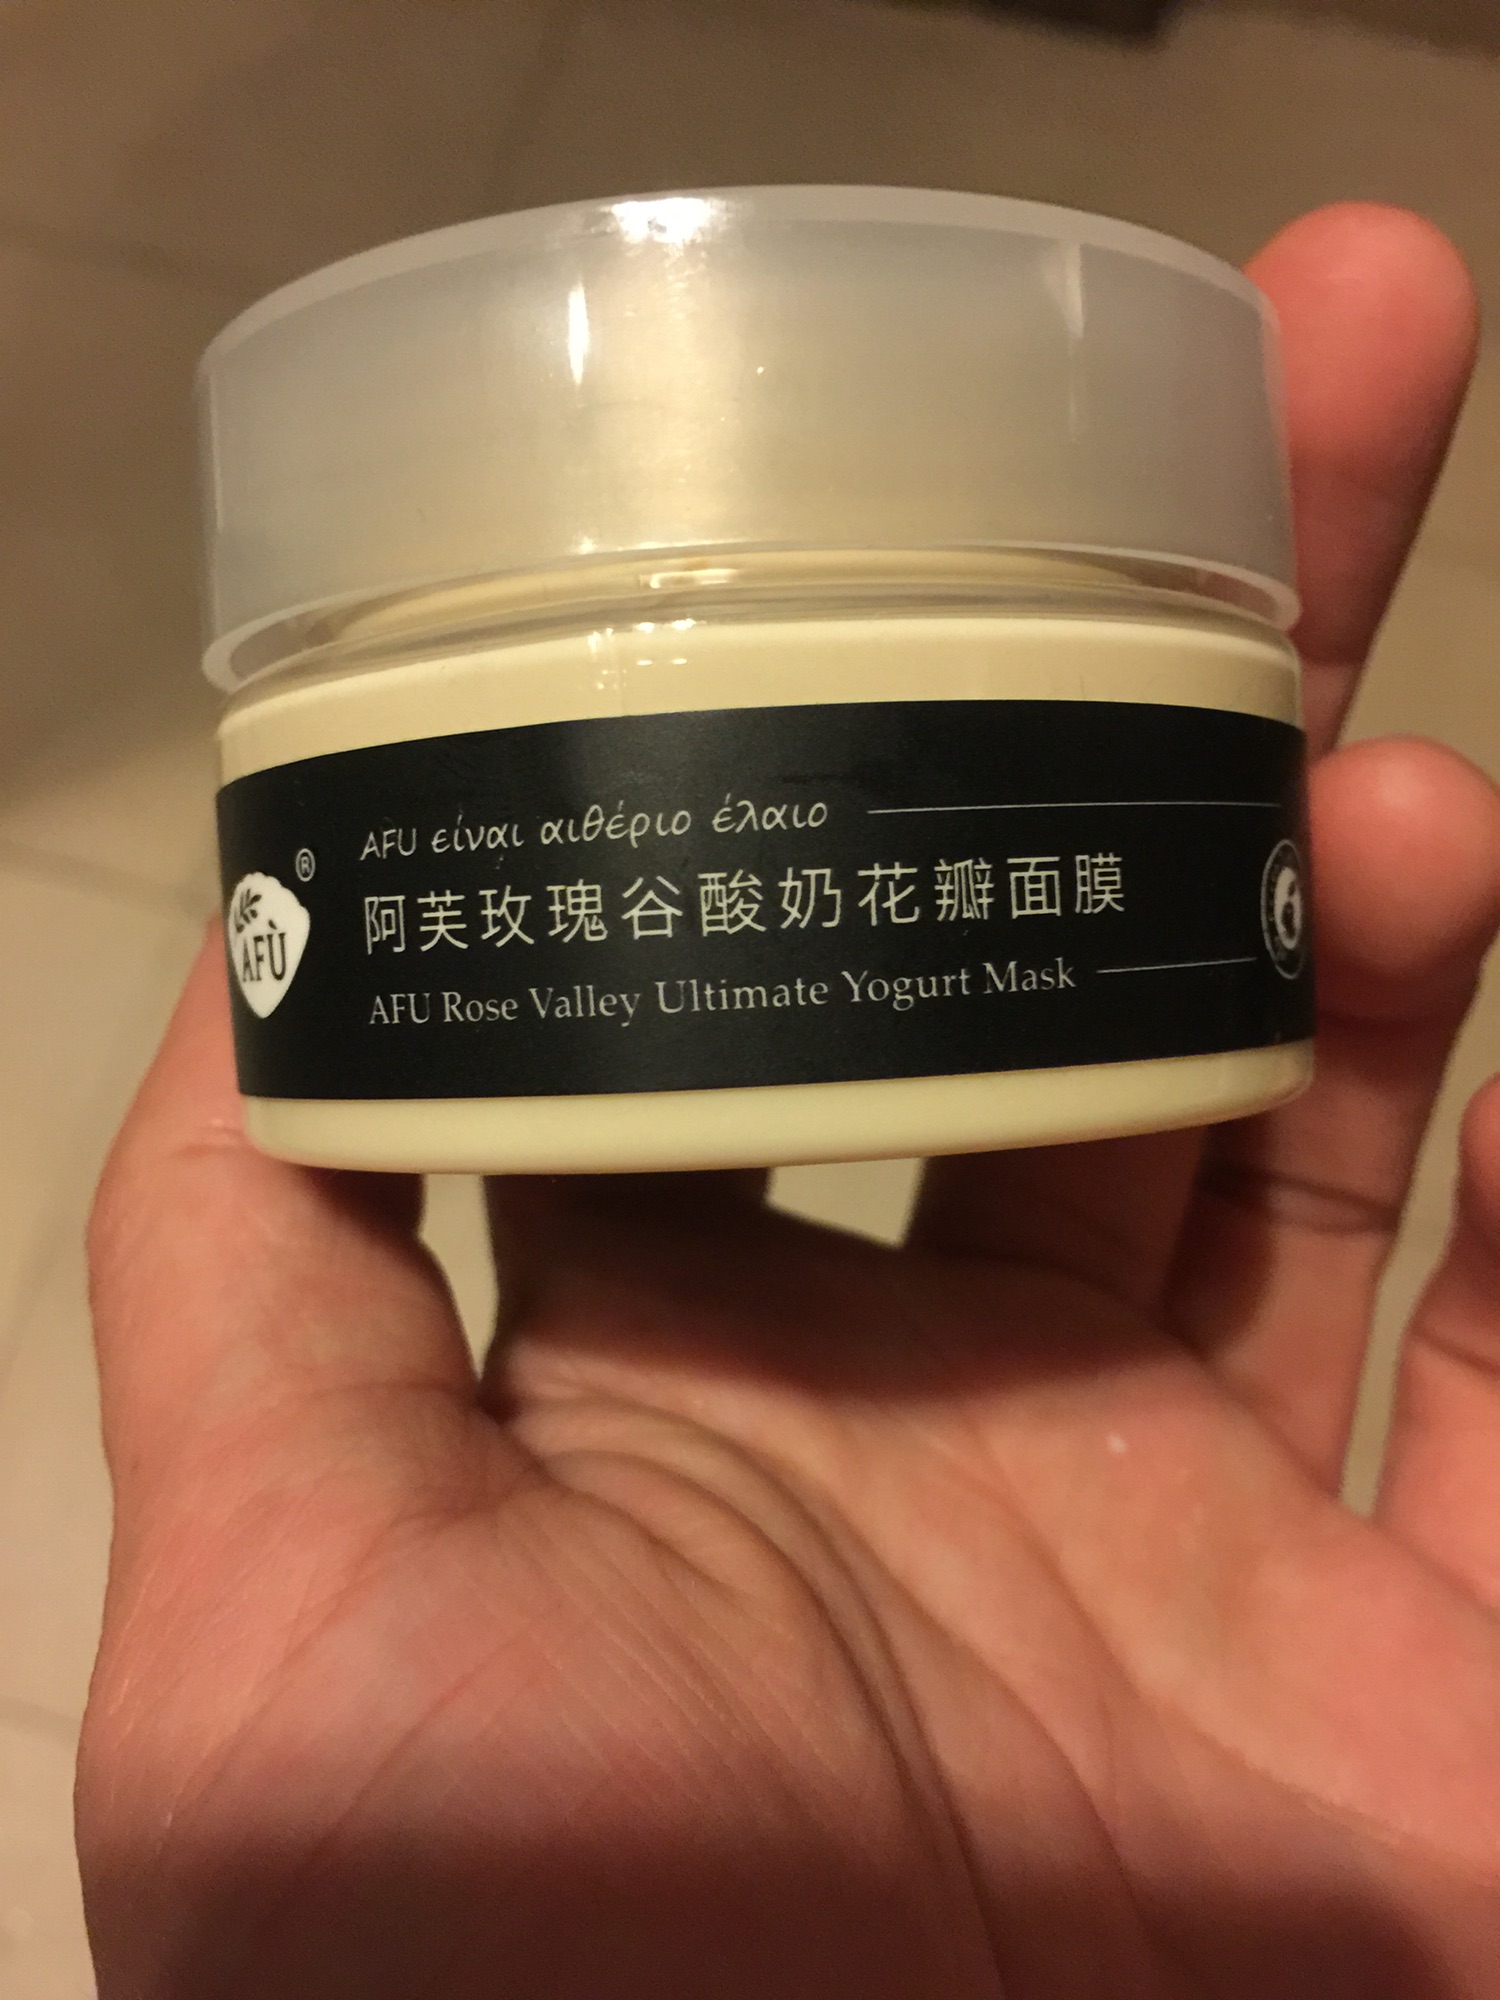 AFU είναι αιθέριο έλαιο
阿芙玫瑰谷酸奶花瓣面膜
AFU Rose Valley Ultimate Yogurt Mask
AFÙ
®
6